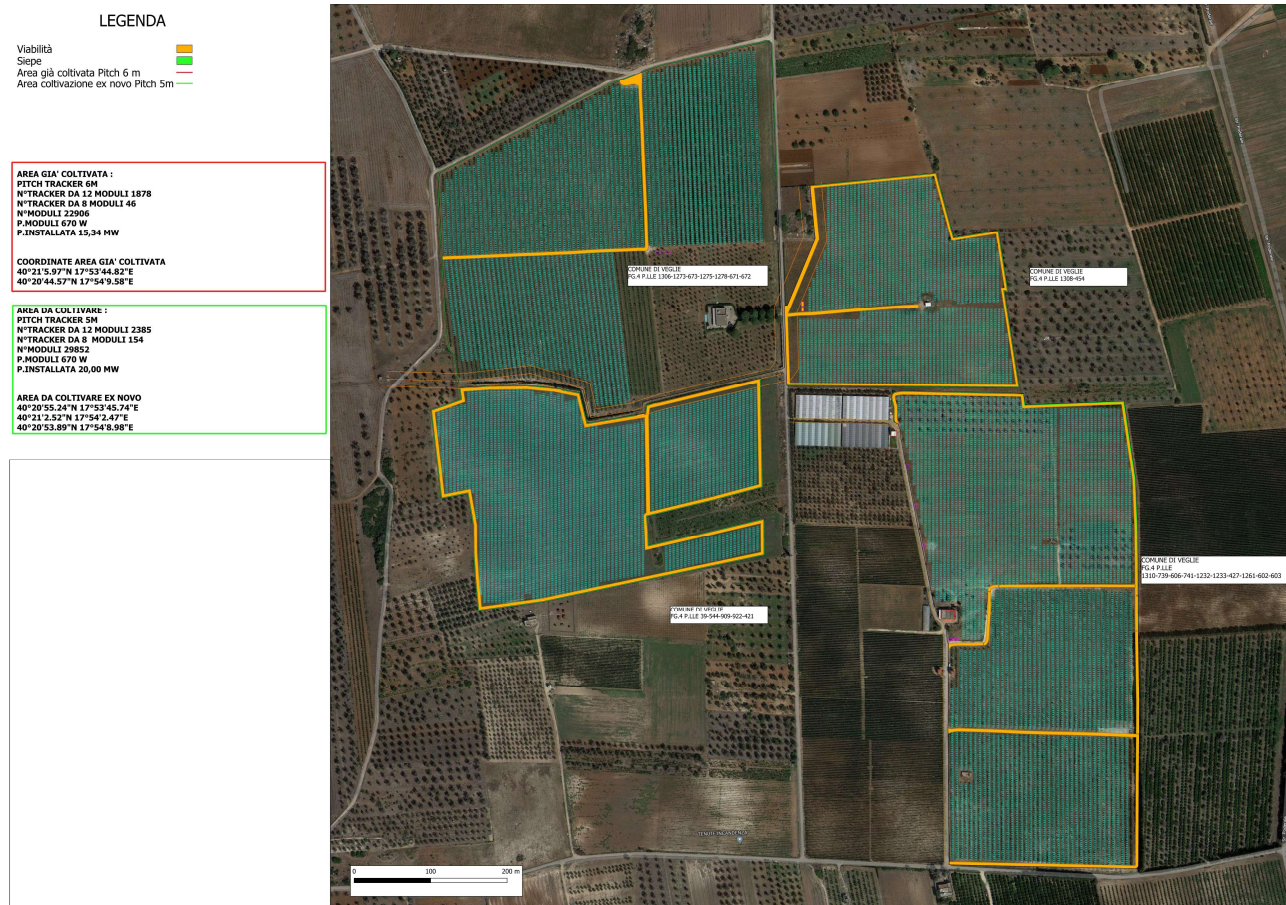 LEGENDA
Viabilità
Siepe
Area già coltivata Pitch 6 m
Area coltivazione ex novo Pitch 5m
AREA GIA' COLTIVATA :
PITCH TRACKER 6M
N°TRACKER DA 12 MODULI 1878
N°TRACKER DA 8 MODULI 46
N°MODULI 22906
P.MODULI 670 W
P.INSTALLATA 15,34 MW
COORDINATE AREA GIA' COLTIVATA
40°21'5.97"N 17°53'44.82"E
40°20'44.57"N 17°54'9.58"E
AREA DA COLTIVARE :
PITCH TRACKER 5M
N°TRACKER DA 12 MODULI 2385
N°TRACKER DA 8 MODULI 154
N°MODULI 29852
P.MODULI 670 W
P.INSTALLATA 20,00 MW
AREA DA COLTIVARE EX NOVO
40°20'55.24"N 17°53'45.74"E
40°21'2.52"N 17°54'2.47"E
40°20'53.89"N 17°54'8.98"E
COMUNE DI VEGLIE
FG.4 P.LLE 1306-1273-673-1275-1278-671-672
COMUNE DI VEGLIE
FG.4 P.LLE 1308-454
COMUNE DI VEGLIE
FG.4 P.LLE
1310-739-606-741-1232-1233-427-1261-602-603
COMUNE DI VEGLIE
FG.4 P.LLE 39-544-909-922-421
TENUTE INCANDENZA
0 100 200 m